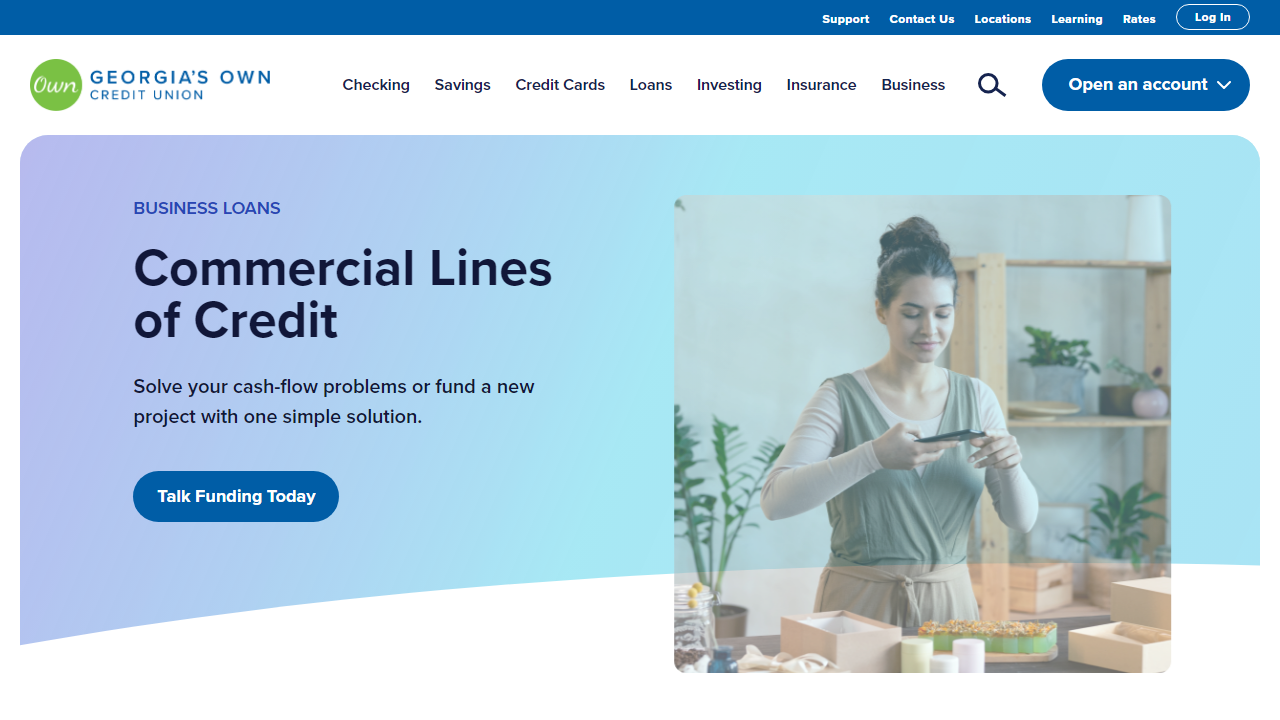 Support Contact Us Locations Learning Rates Log In
Own GEORGIA'S OWN
CREDIT UNION
Checking Savings Credit Cards Loans Investing Insurance Business Open an account
BUSINESS LOANS
Commercial Lines
of Credit
Solve your cash-flow problems or fund a new
project with one simple solution.
Talk Funding Today